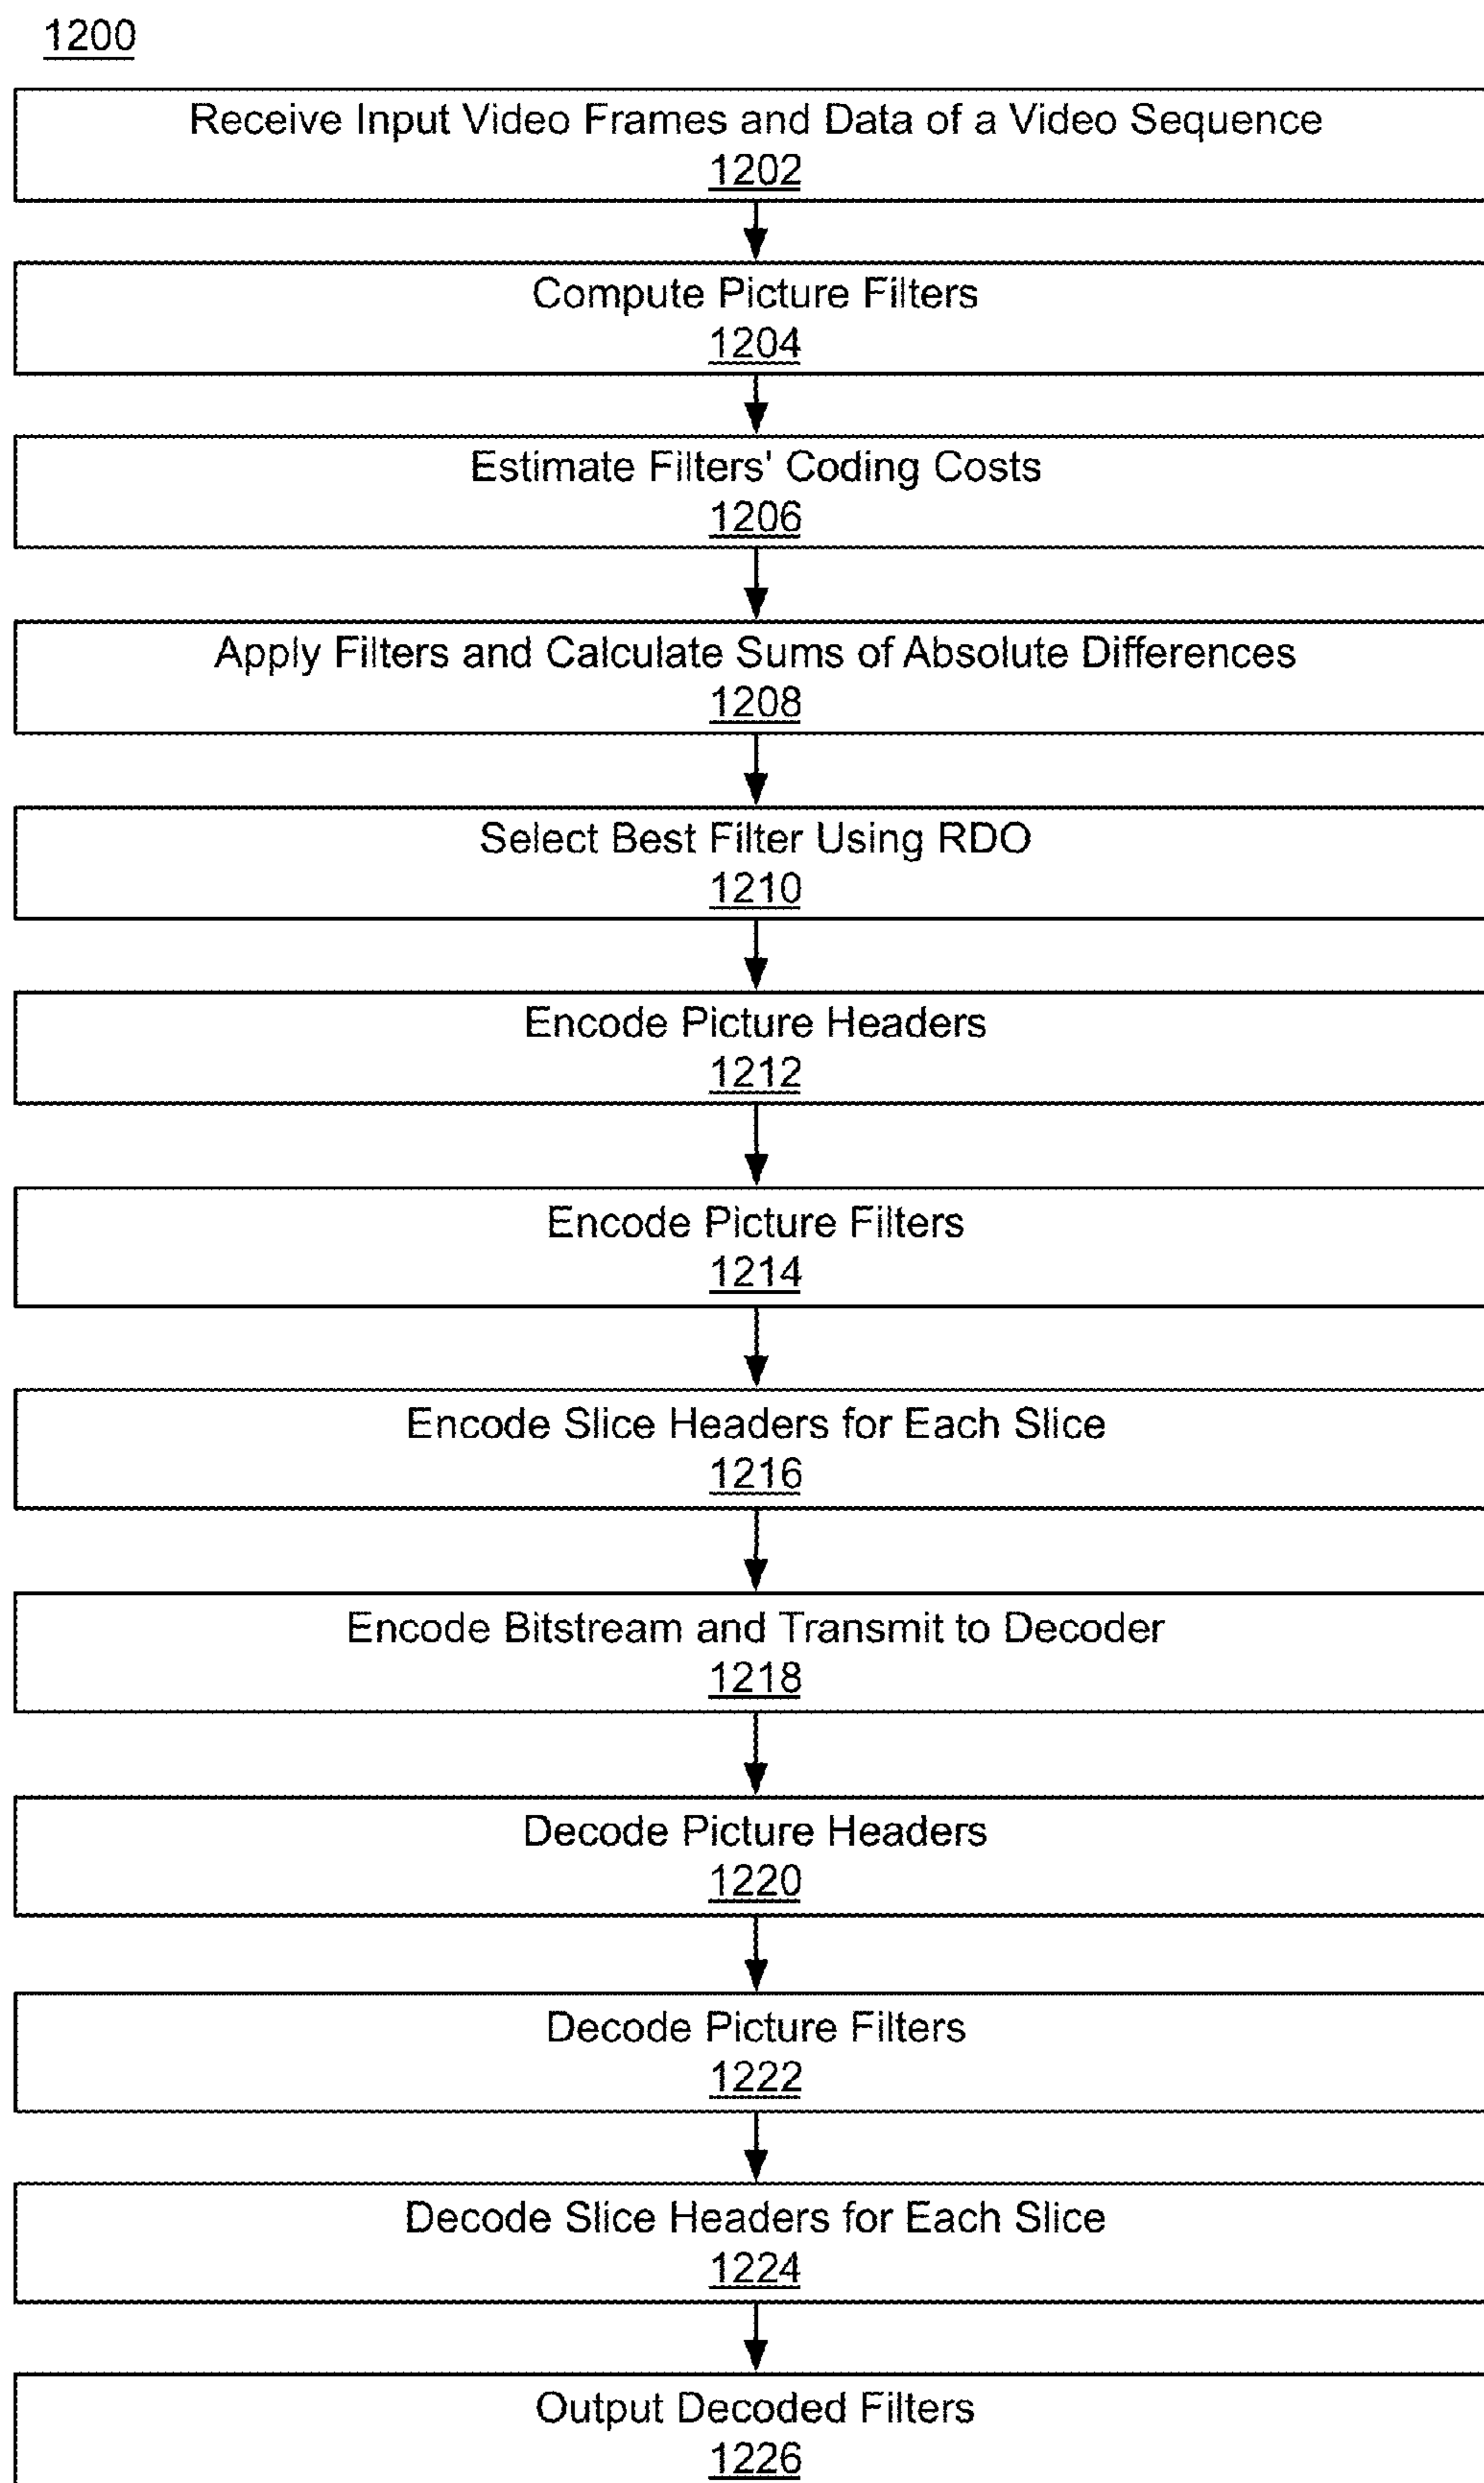 1200
Receive Input Video Frames and Data of a Video Sequence
1202
Compute Picture Filters
1204
Estimate Filters' Coding Costs
1206
Apply Filters and Calculate Sums of Absolute Differences
1208
Select Best Filter Using RDO
1210
Encode Picture Headers
1212
Encode Picture Filters
1214
Encode Slice Headers for Each Slice
1216
Encode Bitstream and Transmit to Decoder
1218
Decode Picture Headers
1220
Decode Picture Filters
1222
Decode Slice Headers for Each Slice
1224
Output Decoded Filters
1226